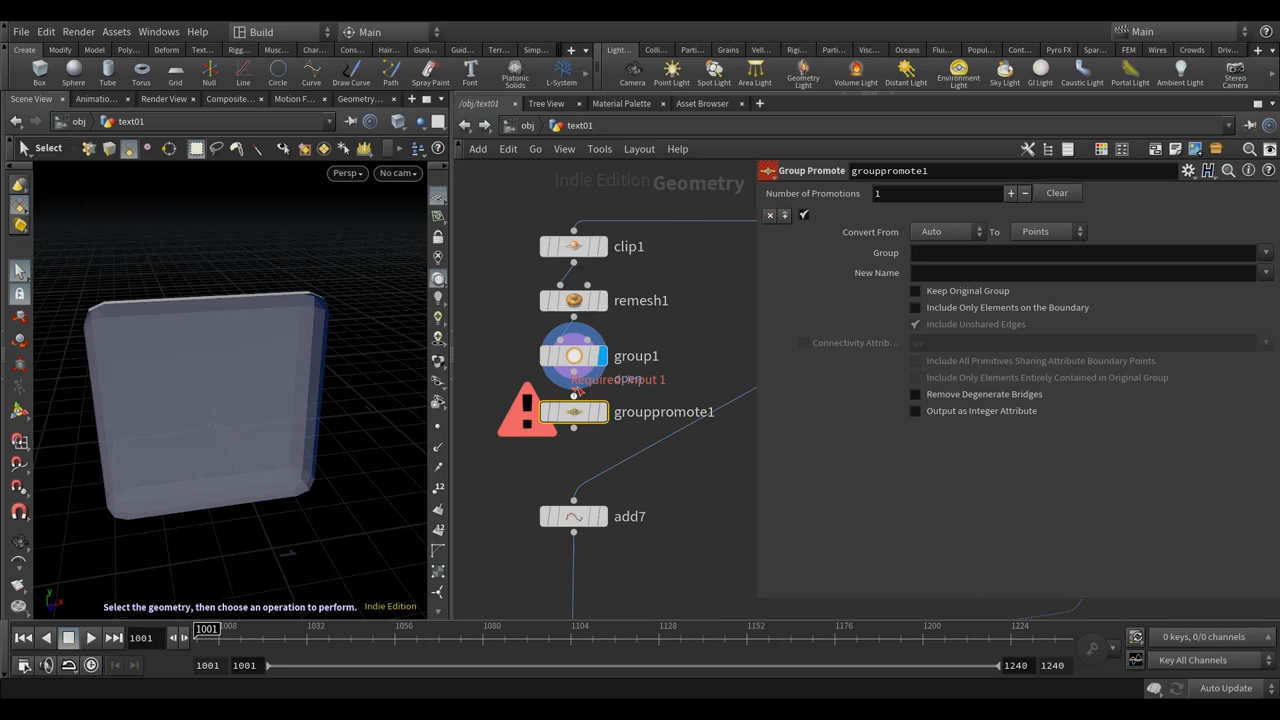 File Edit Render Assets Windows Help Build Main Main
Create Modify Model Poly... Deform Text... Rigg... Musc... Char... Cons... Hair... Guid... Guid... Terr... Simp... Light... Colli... Parti... Grains Vell... Rigi... Parti... Visc... Oceans Flui... Popul... Cont... Pyro FX Spar... FEM Wires Crowds Driv...
Box Sphere Tube Torus Grid Null Line Circle Curve Draw Curve Path Spray Paint Font Platonic Solids L-System Camera Point Light Spot Light Area Light Geometry Light Volume Light Distant Light Environment Light Sky Light GI Light Caustic Light Portal Light Ambient Light Stereo Camera
Scene View Animatio... Render View Composite... Motion F... Geometry... /obj/text01 Tree View Material Palette Asset Browser
obj text01 obj text01
Select Add Edit Go View Tools Layout Help
Persp No cam Indie Edition Geometry
Group Promote grouppromote1
Number of Promotions 1 Clear
Convert From Auto To Points
Group
New Name
Keep Original Group
Include Only Elements on the Boundary
Include Unshared Edges
Connectivity Attrib... uv
Include All Primitives Sharing Attribute Boundary Points
Include Only Elements Entirely Contained in Original Group
Remove Degenerate Bridges
Output as Integer Attribute
clip1
remesh1
group1
open
Required: Input 1
grouppromote1
add7
12
12
1
y
z x
Select the geometry, then choose an operation to perform. Indie Edition
1001 1001 1008 1032 1056 1080 1104 1128 1152 1176 1200 1224 0 keys, 0/0 channels
1001 1001 1240 1240 Key All Channels
Auto Update